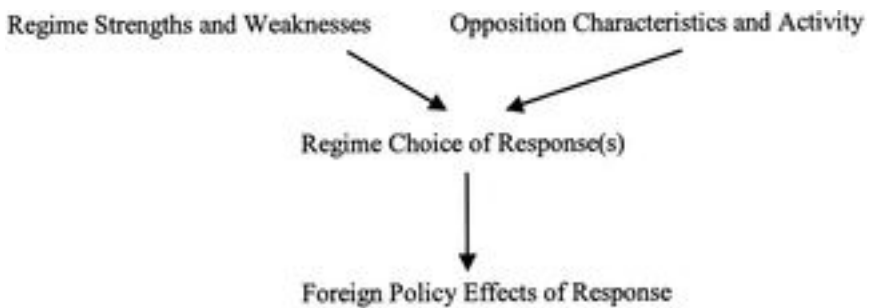 Regime Strengths and Weaknesses
Opposition Characteristics and Activity
Regime Choice of Response(s)
Foreign Policy Effects of Response